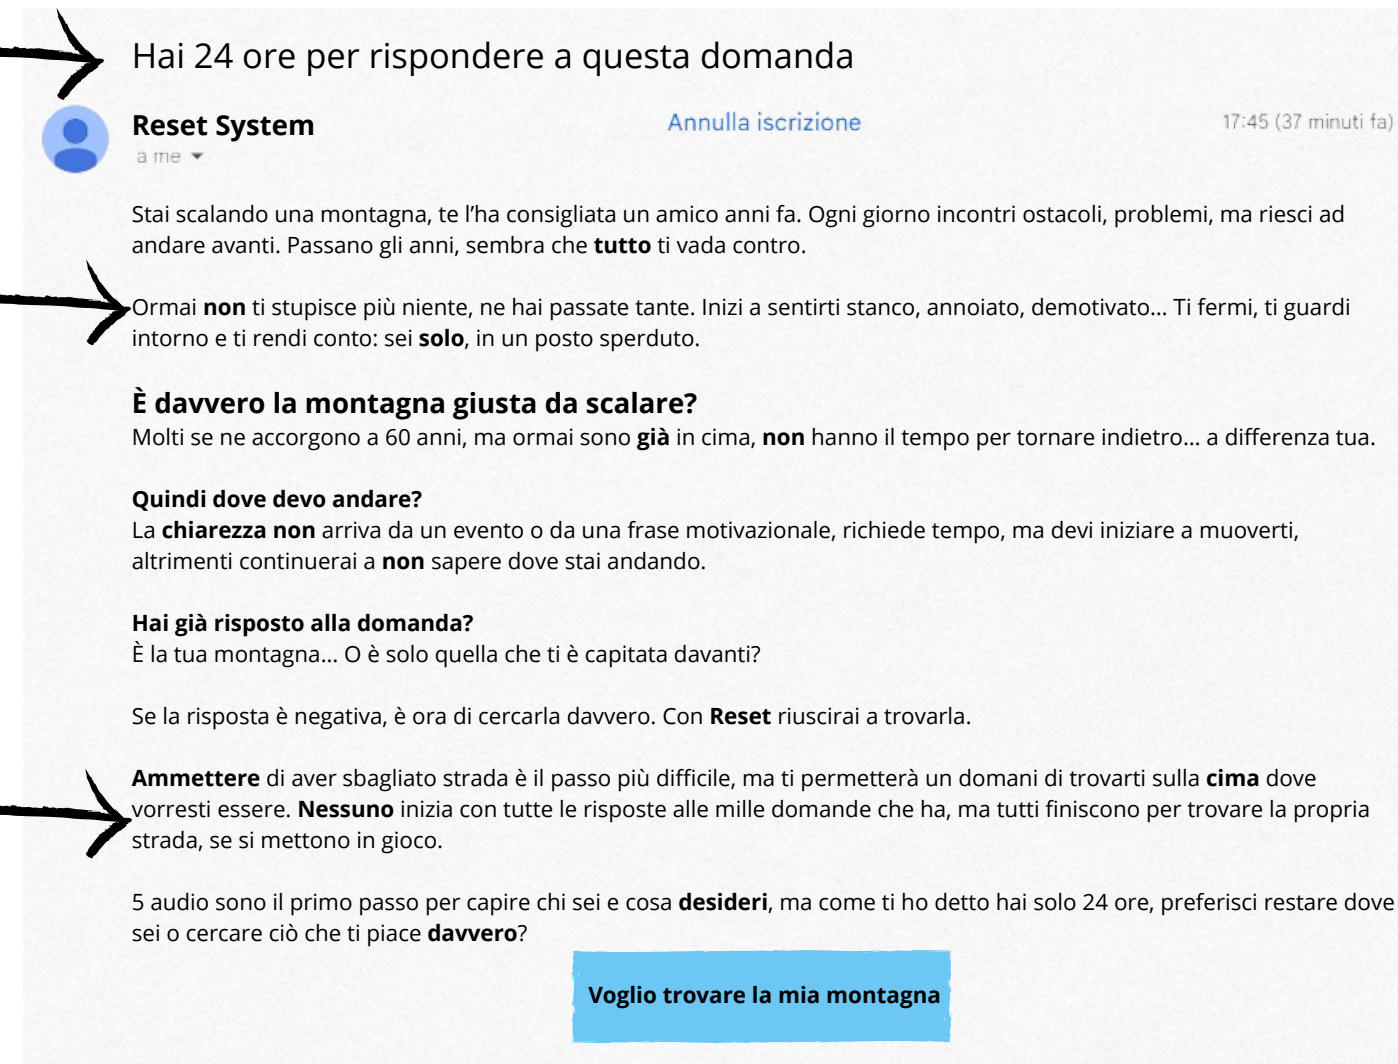 Hai 24 ore per rispondere a questa domanda
Reset System
Annulla iscrizione
17:45 (37 minuti fa)
a me
Stai scalando una montagna, te l’ha consigliata un amico anni fa. Ogni giorno incontri ostacoli, problemi, ma riesci ad
andare avanti. Passano gli anni, sembra che tutto ti vada contro.
Ormai non ti stupisce più niente, ne hai passate tante. Inizi a sentirti stanco, annoiato, demotivato... Ti fermi, ti guardi
intorno e ti rendi conto: sei solo, in un posto sperduto.
È davvero la montagna giusta da scalare?
Molti se ne accorgono a 60 anni, ma ormai sono già in cima, non hanno il tempo per tornare indietro... a differenza tua.
Quindi dove devo andare?
La chiarezza non arriva da un evento o da una frase motivazionale, richiede tempo, ma devi iniziare a muoverti,
altrimenti continuerai a non sapere dove stai andando.
Hai già risposto alla domanda?
È la tua montagna... O è solo quella che ti è capitata davanti?
Se la risposta è negativa, è ora di cercarla davvero. Con Reset riuscirai a trovarla.
Ammettere di aver sbagliato strada è il passo più difficile, ma ti permetterà un domani di trovarti sulla cima dove
vorresti essere. Nessuno inizia con tutte le risposte alle mille domande che ha, ma tutti finiscono per trovare la propria
strada, se si mettono in gioco.
5 audio sono il primo passo per capire chi sei e cosa desideri, ma come ti ho detto hai solo 24 ore, preferisci restare dove
sei o cercare ciò che ti piace davvero?
Voglio trovare la mia montagna